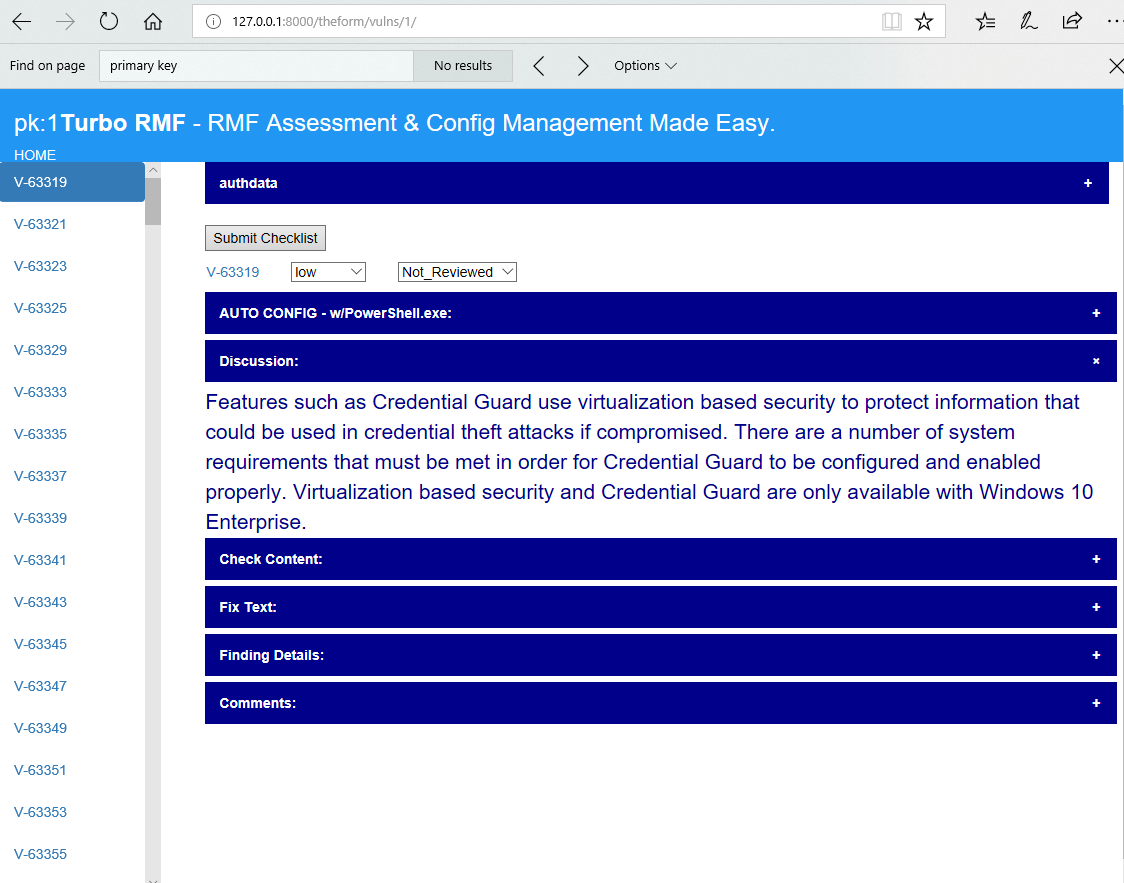 127.0.0.1:8000/theform/vulns/1/
Find on page primary key No results Options
pk:1Turbo RMF - RMF Assessment & Config Management Made Easy.
HOME
V-63319
V-63321
V-63323
V-63325
V-63329
V-63333
V-63335
V-63337
V-63339
V-63341
V-63343
V-63345
V-63347
V-63349
V-63351
V-63353
V-63355
authdata +
Submit Checklist
V-63319 low Not_Reviewed
AUTO CONFIG - w/PowerShell.exe: +
Discussion: ×
Features such as Credential Guard use virtualization based security to protect information that
could be used in credential theft attacks if compromised. There are a number of system
requirements that must be met in order for Credential Guard to be configured and enabled
properly. Virtualization based security and Credential Guard are only available with Windows 10
Enterprise.
Check Content: +
Fix Text: +
Finding Details: +
Comments: +